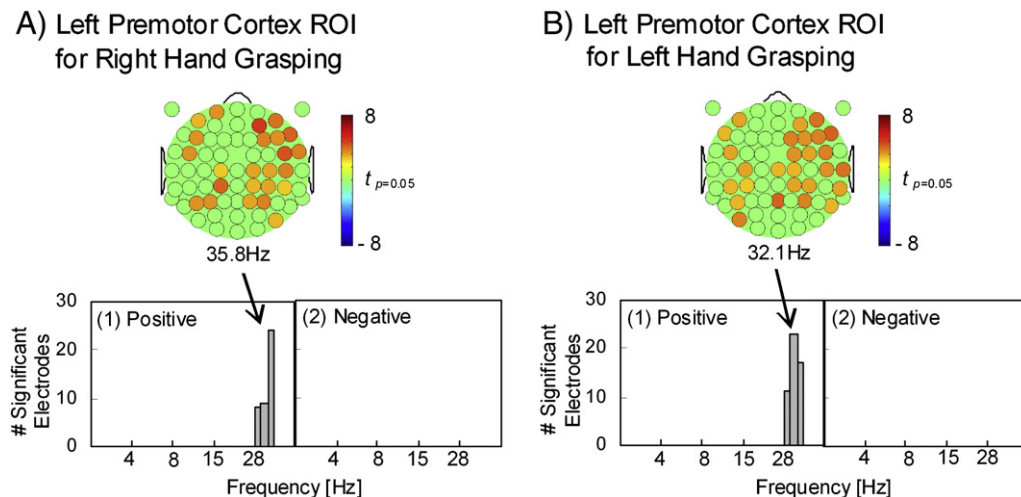 A) Left Premotor Cortex ROI
for Right Hand Grasping
8
t p=0.05
- 8
35.8Hz
30
20
10
0
# Significant
Electrodes
(1) Positive
(2) Negative
4 8 15 28 4 8 15 28
Frequency [Hz]
B) Left Premotor Cortex ROI
for Left Hand Grasping
8
t p=0.05
- 8
32.1Hz
30
20
10
0
# Significant
Electrodes
(1) Positive
(2) Negative
4 8 15 28 4 8 15 28
Frequency [Hz]